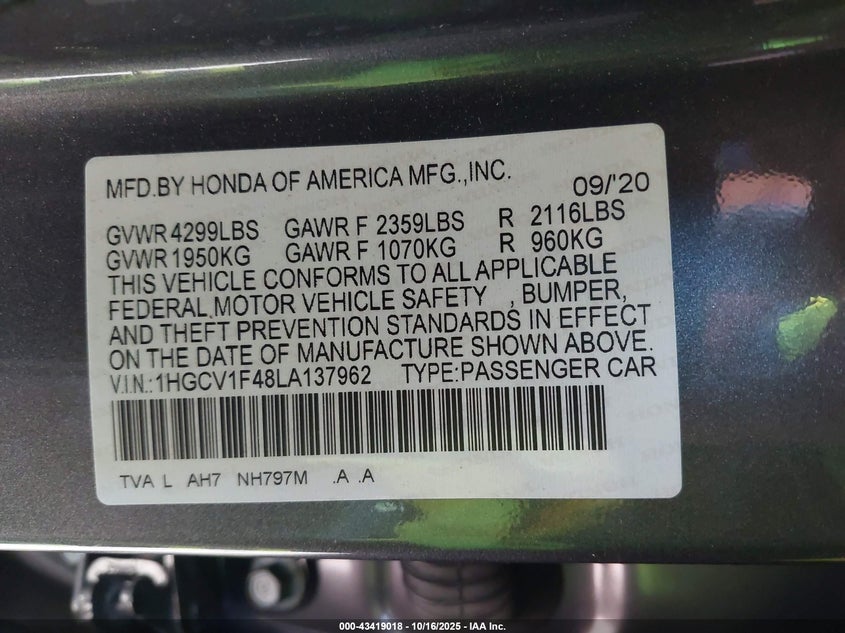 MFD.BY HONDA OF AMERICA MFG.,INC. 09/'20
GVWR 4299LBS GAWR F 2359LBS R 2116LBS
GVWR 1950KG GAWR F 1070KG R 960KG
THIS VEHICLE CONFORMS TO ALL APPLICABLE
FEDERAL MOTOR VEHICLE SAFETY , BUMPER,
AND THEFT PREVENTION STANDARDS IN EFFECT
ON THE DATE OF MANUFACTURE SHOWN ABOVE.
V.I.N.:1HGCV1F48LA137962 TYPE:PASSENGER CAR
TVA L AH7 NH797M .A .A
000-43419018 - 10/16/2025 - IAA Inc.